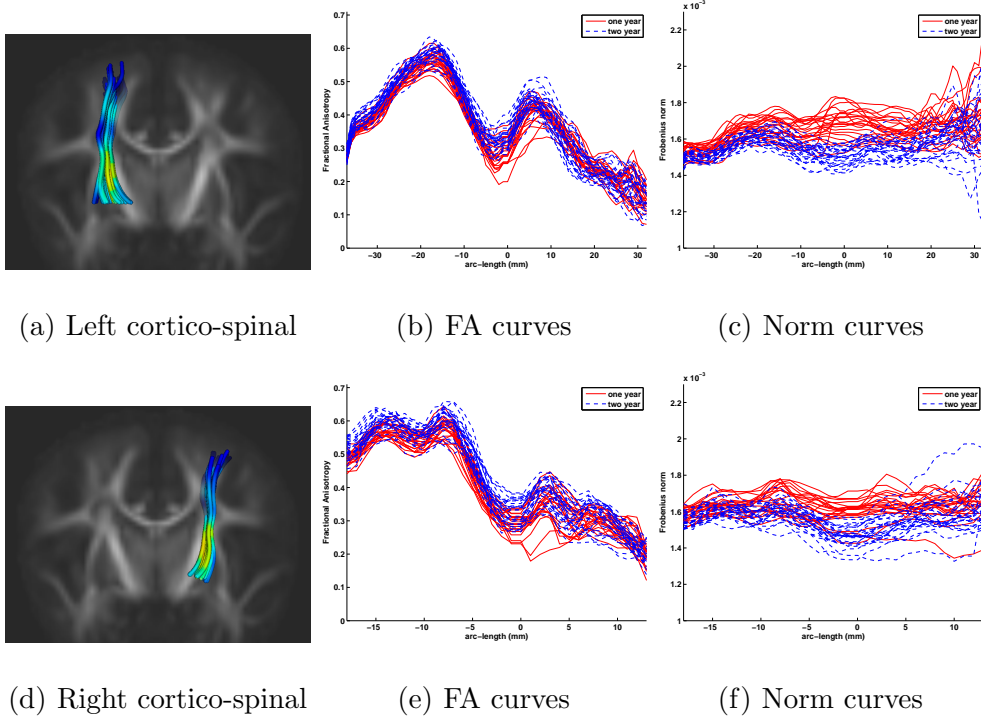 x 10⁻³
0.7
0.6
0.5
0.4
0.3
0.2
0.1
0
Fractional Anisotropy
one year
two year
−30 −20 −10 0 10 20 30
arc−length (mm)
2.2
2
1.8
1.6
1.4
1.2
1
Frobenius norm
one year
two year
−30 −20 −10 0 10 20 30
arc−length (mm)
(a) Left cortico-spinal
(b) FA curves
(c) Norm curves
x 10⁻³
0.7
0.6
0.5
0.4
0.3
0.2
0.1
0
Fractional Anisotropy
one year
two year
−15 −10 −5 0 5 10
arc−length (mm)
2.2
2
1.8
1.6
1.4
1.2
1
Frobenius norm
one year
two year
−15 −10 −5 0 5 10
arc−length (mm)
(d) Right cortico-spinal
(e) FA curves
(f) Norm curves